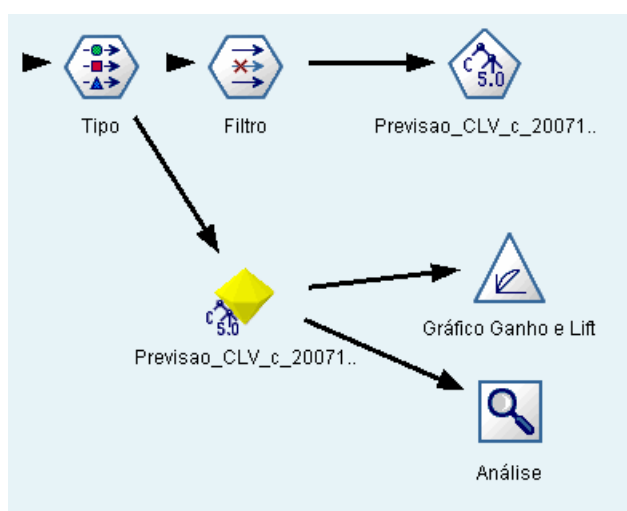 C 5.0
Tipo
Filtro
Previsao_CLV_c_20071..
C 5.0
Previsao_CLV_c_20071..
Gráfico Ganho e Lift
Análise